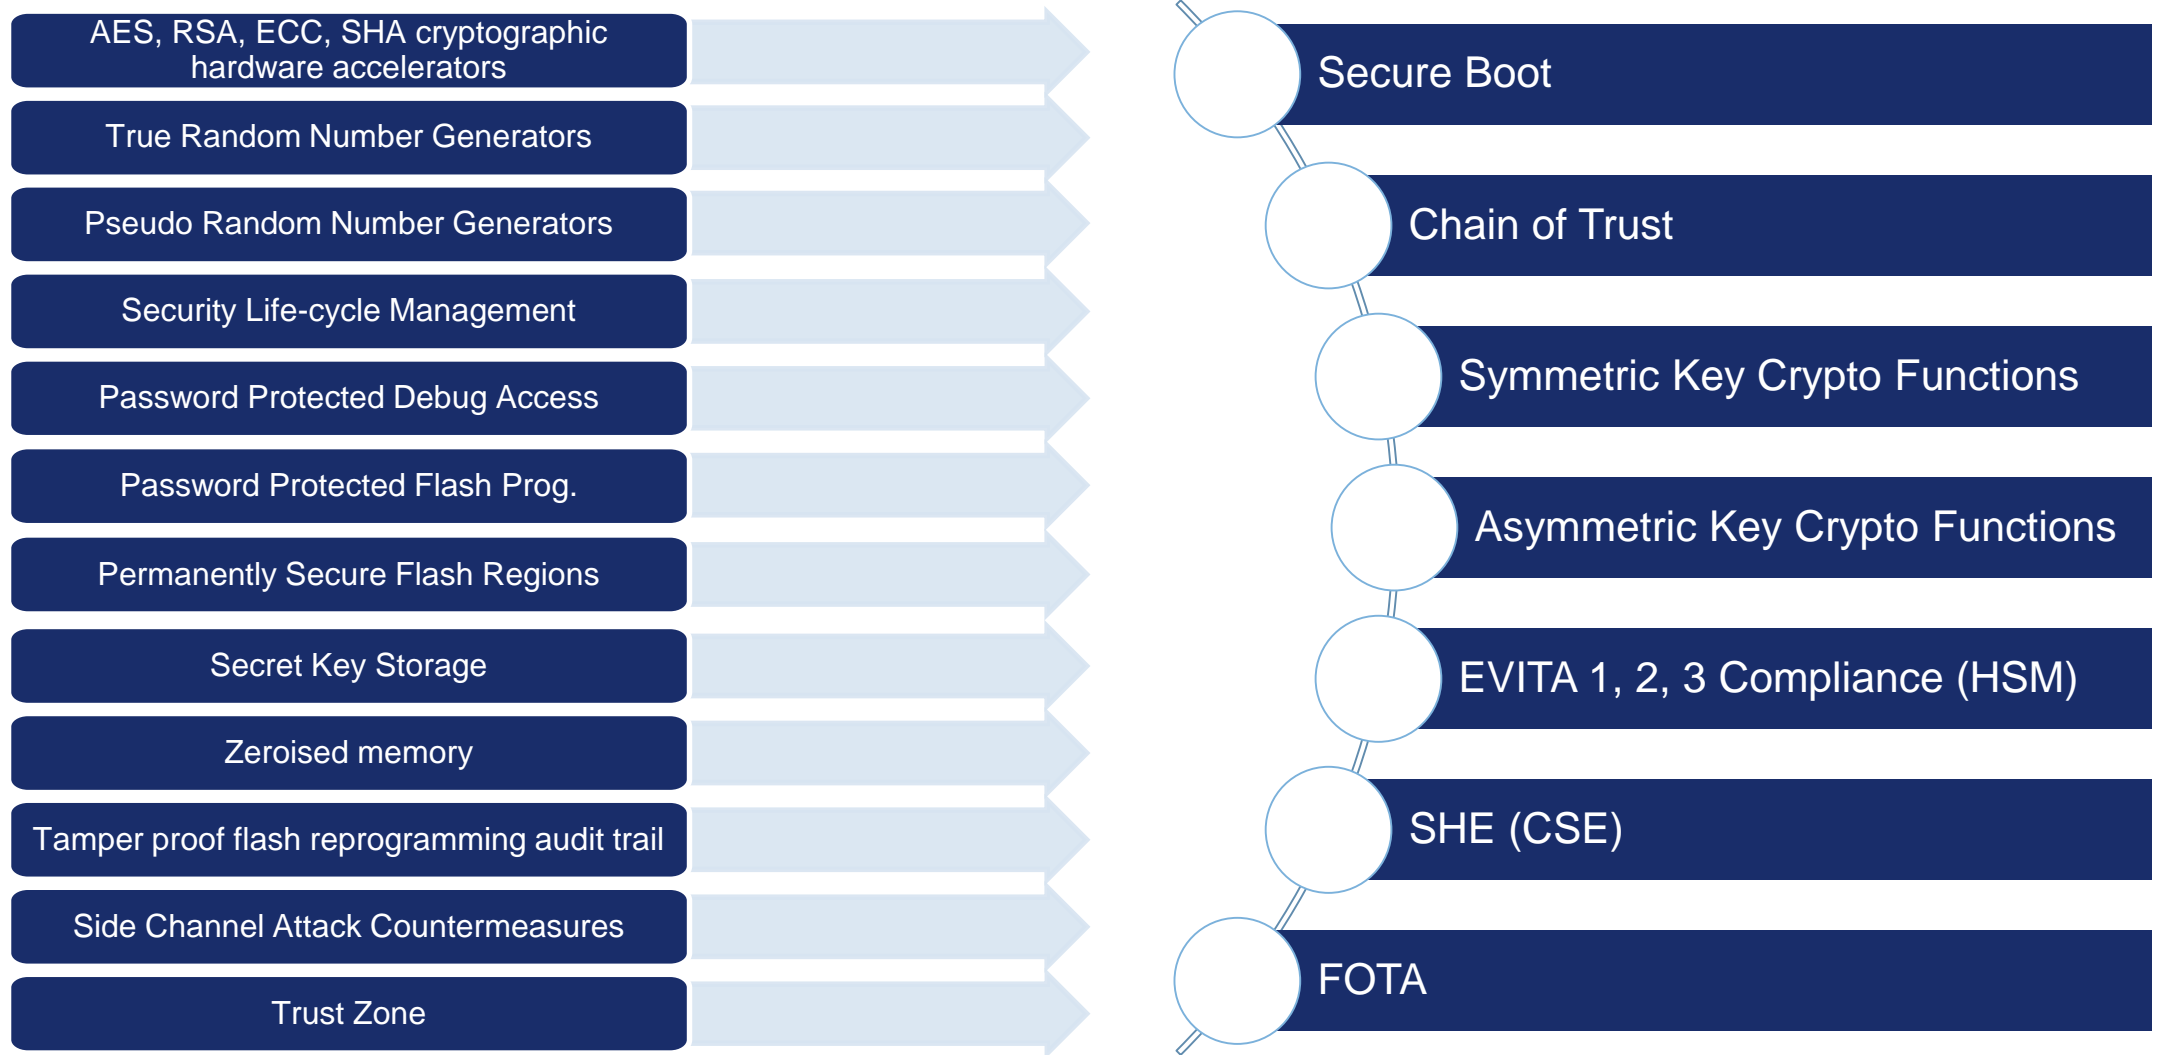 AES, RSA, ECC, SHA cryptographic
hardware accelerators
True Random Number Generators
Pseudo Random Number Generators
Security Life-cycle Management
Password Protected Debug Access
Password Protected Flash Prog.
Permanently Secure Flash Regions
Secret Key Storage
Zeroised memory
Tamper proof flash reprogramming audit trail
Side Channel Attack Countermeasures
Trust Zone
Secure Boot
Chain of Trust
Symmetric Key Crypto Functions
Asymmetric Key Crypto Functions
EVITA 1, 2, 3 Compliance (HSM)
SHE (CSE)
FOTA